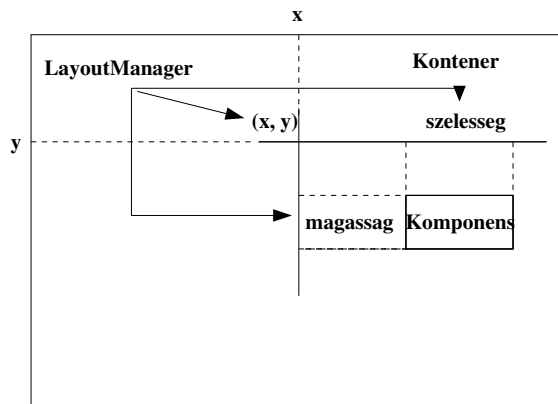 x
LayoutManager
Kontener
(x, y)
szelesseg
y
magassag
Komponens